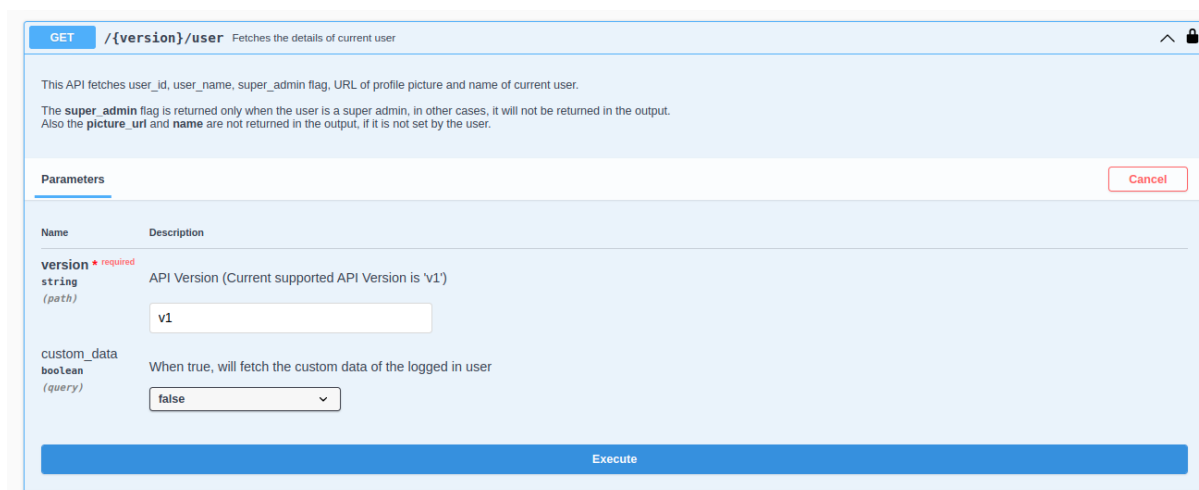 GET /{version}/user Fetches the details of current user
This API fetches user_id, user_name, super_admin flag, URL of profile picture and name of current user.
The super_admin flag is returned only when the user is a super admin, in other cases, it will not be returned in the output.
Also the picture_url and name are not returned in the output, if it is not set by the user.
Parameters
Cancel
Name Description
version * required
string
(path)
API Version (Current supported API Version is 'v1')
v1
custom_data
boolean
(query)
When true, will fetch the custom data of the logged in user
false
Execute